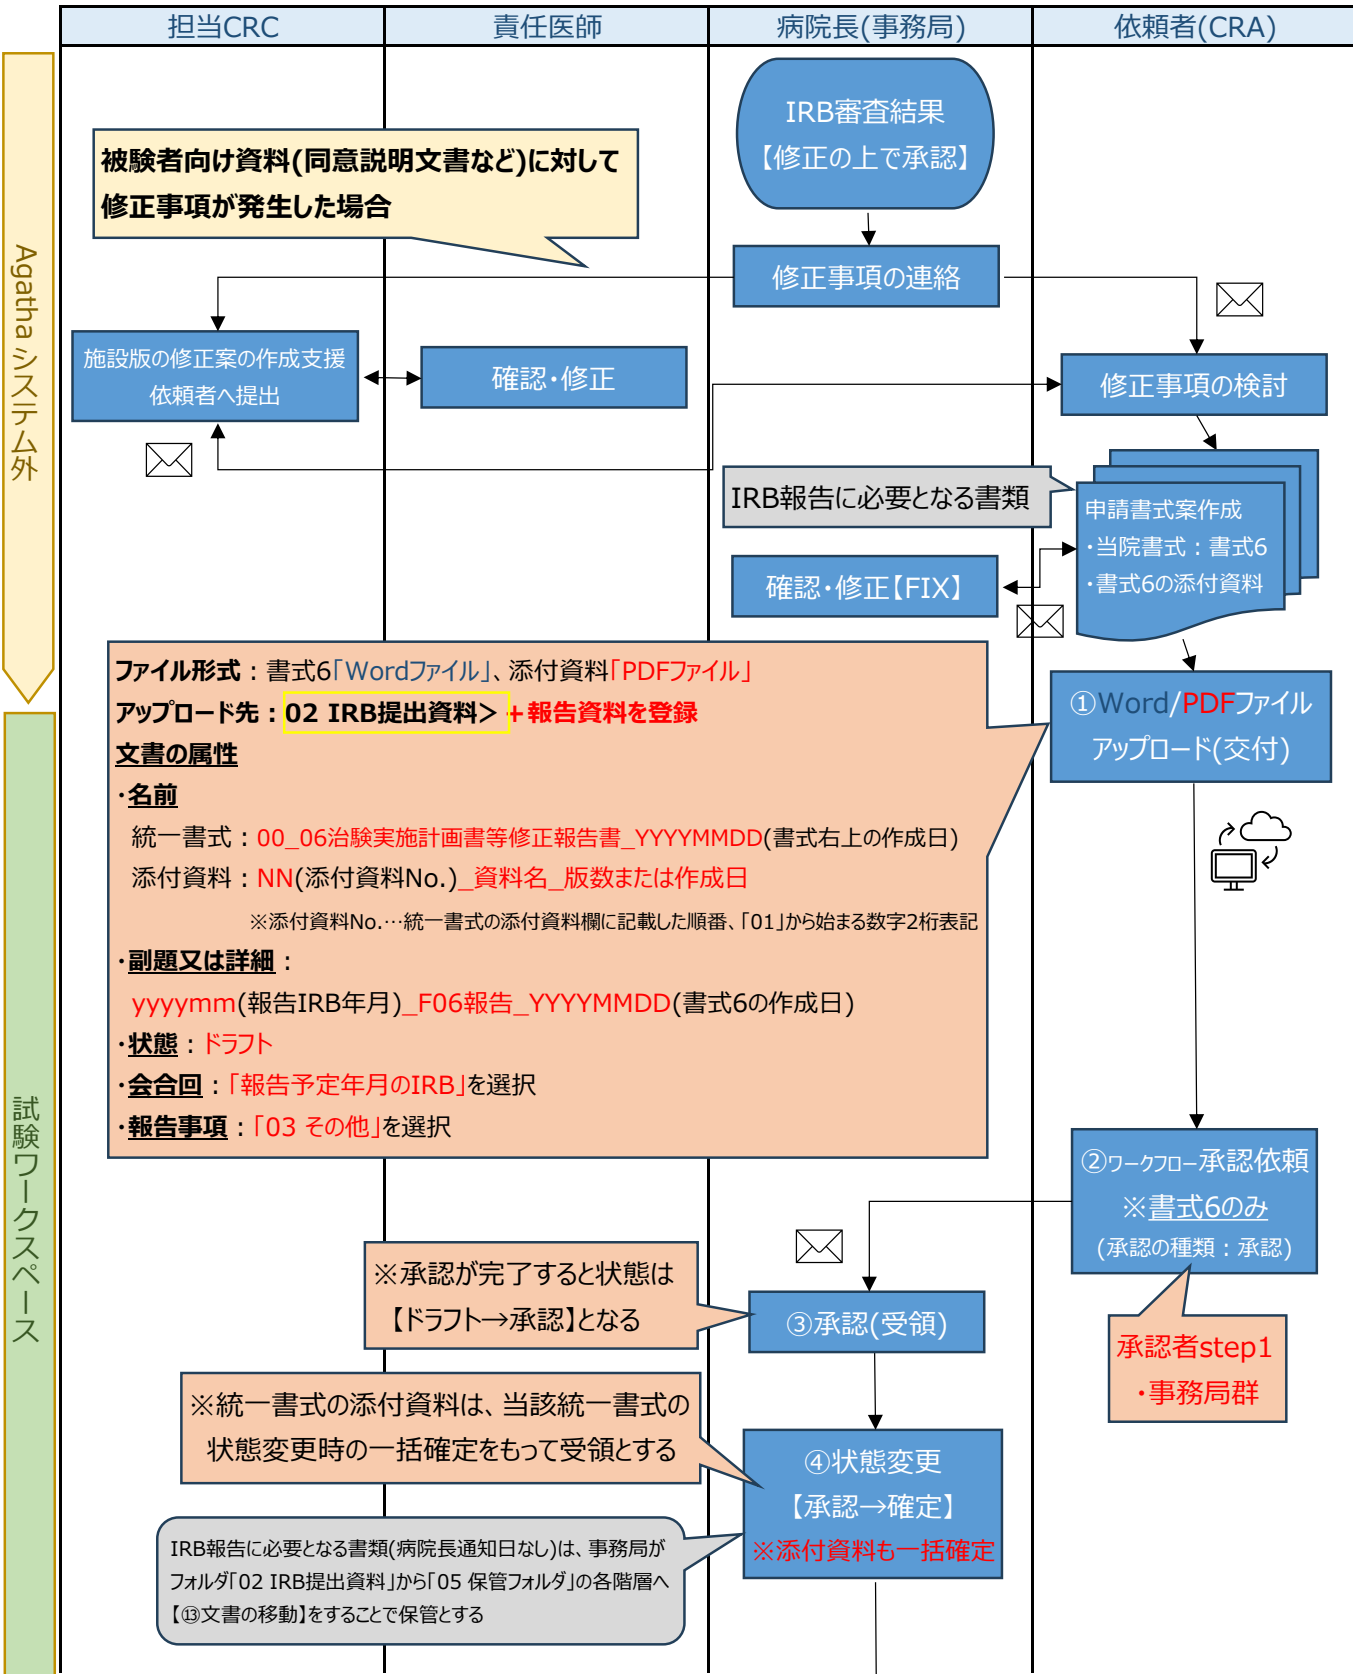 担当CRC
責任医師
病院長(事務局)
依頼者(CRA)
Agatha システム外
IRB審査結果
【修正の上で承認】
被験者向け資料(同意説明文書など)に対して
修正事項が発生した場合
修正事項の連絡
施設版の修正案の作成支援
依頼者へ提出
確認・修正
修正事項の検討
IRB報告に必要となる書類
申請書式案作成
・当院書式：書式6
・書式6の添付資料
確認・修正【FIX】
試験ワークスペース
ファイル形式：書式6「Wordファイル」、添付資料「PDFファイル」
アップロード先：02 IRB提出資料>＋報告資料を登録
文書の属性
・名前
統一書式：00_06治験実施計画書等修正報告書_YYYYMMDD(書式右上の作成日)
添付資料：NN(添付資料No.)_資料名_版数または作成日
※添付資料No.…統一書式の添付資料欄に記載した順番、「01」から始まる数字2桁表記
・副題又は詳細：
yyyymm(報告IRB年月)_F06報告_YYYYMMDD(書式6の作成日)
・状態：ドラフト
・会合回：「報告予定年月のIRB」を選択
・報告事項：「03 その他」を選択
①Word/PDFファイル
アップロード(交付)
②ワークフロー承認依頼
※書式6のみ
(承認の種類：承認)
承認者step1
・事務局群
※承認が完了すると状態は
【ドラフト→承認】となる
③承認(受領)
※統一書式の添付資料は、当該統一書式の
状態変更時の一括確定をもって受領とする
④状態変更
【承認→確定】
※添付資料も一括確定
IRB報告に必要となる書類(病院長通知日なし)は、事務局が
フォルダ「02 IRB提出資料」から「05 保管フォルダ」の各階層へ
【⑬文書の移動】をすることで保管とする